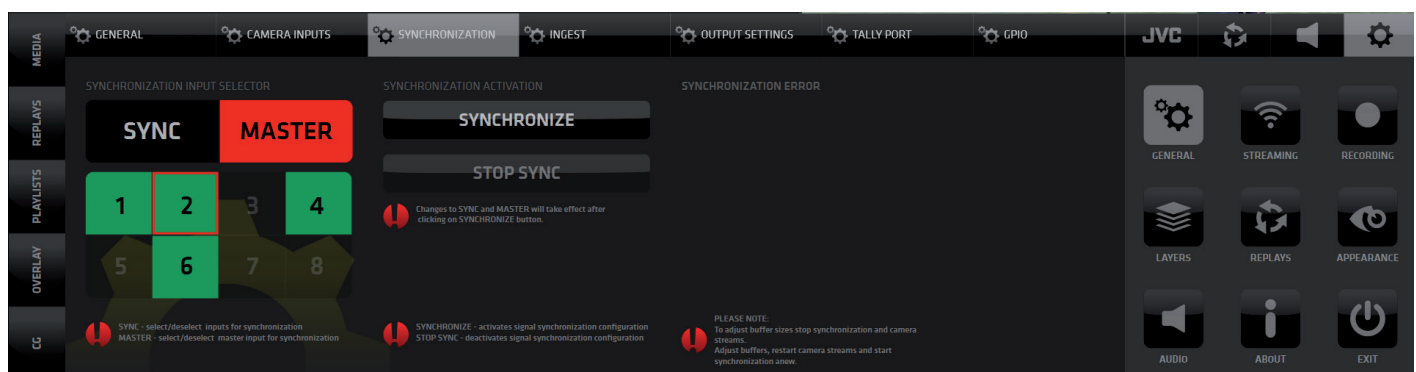 GENERAL
CAMERA INPUTS
SYNCHRONIZATION
INGEST
OUTPUT SETTINGS
TALLY PORT
GPIO
JVC
MEDIA
REPLAYS
PLAYLISTS
OVERLAY
CG
SYNCHRONIZATION INPUT SELECTOR
SYNC
MASTER
1
2
3
4
5
6
7
8
SYNC - select/deselect inputs for synchronization
MASTER - select/deselect master input for synchronization
SYNCHRONIZATION ACTIVATION
SYNCHRONIZE
STOP SYNC
Changes to SYNC and MASTER will take effect after
clicking on SYNCHRONIZE button.
SYNCHRONIZE - activates signal synchronization configuration
STOP SYNC - deactivates signal synchronization configuration
SYNCHRONIZATION ERROR
PLEASE NOTE:
To adjust buffer sizes stop synchronization and camera
streams.
Adjust buffers, restart camera streams and start
synchronization anew.
GENERAL
STREAMING
RECORDING
LAYERS
REPLAYS
APPEARANCE
AUDIO
ABOUT
EXIT